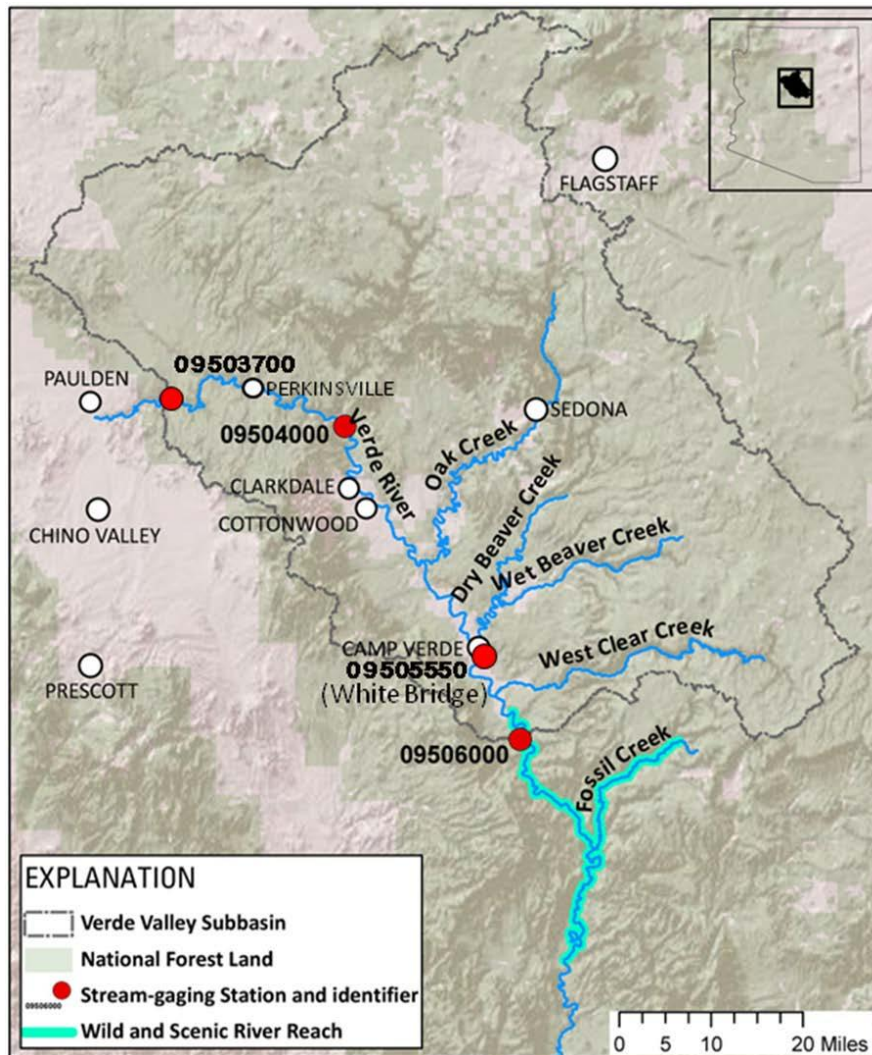 FLAGSTAFF
PAULDEN
09503700
PERKINSVILLE
09504000
Verde River
Oak Creek
SEDONA
CLARKDALE
COTTONWOOD
CHINO VALLEY
Dry Beaver Creek
Wet Beaver Creek
CAMP VERDE
09505550
(White Bridge)
West Clear Creek
PRESCOTT
09506000
Fossil Creek
EXPLANATION
Verde Valley Subbasin
National Forest Land
09506000
Stream-gaging Station and identifier
Wild and Scenic River Reach
0 5 10 20 Miles